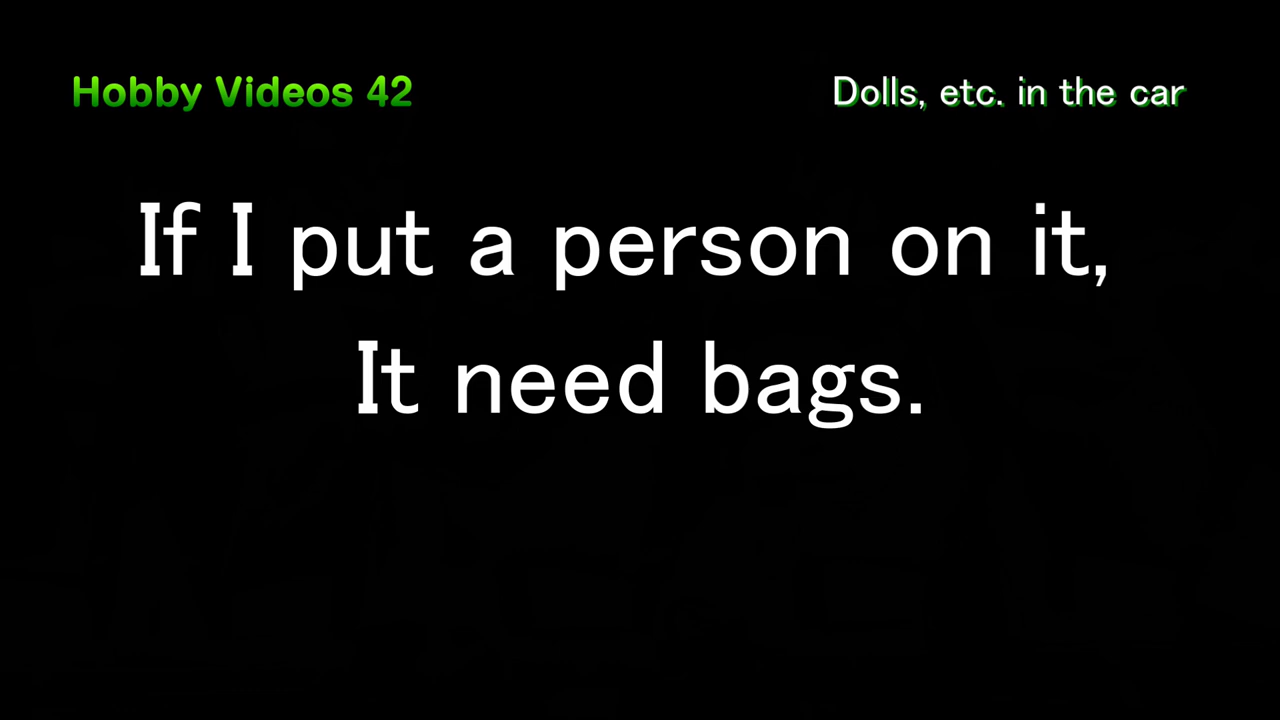 Hobby Videos 42
Dolls, etc. in the car
If I put a person on it,
It need bags.